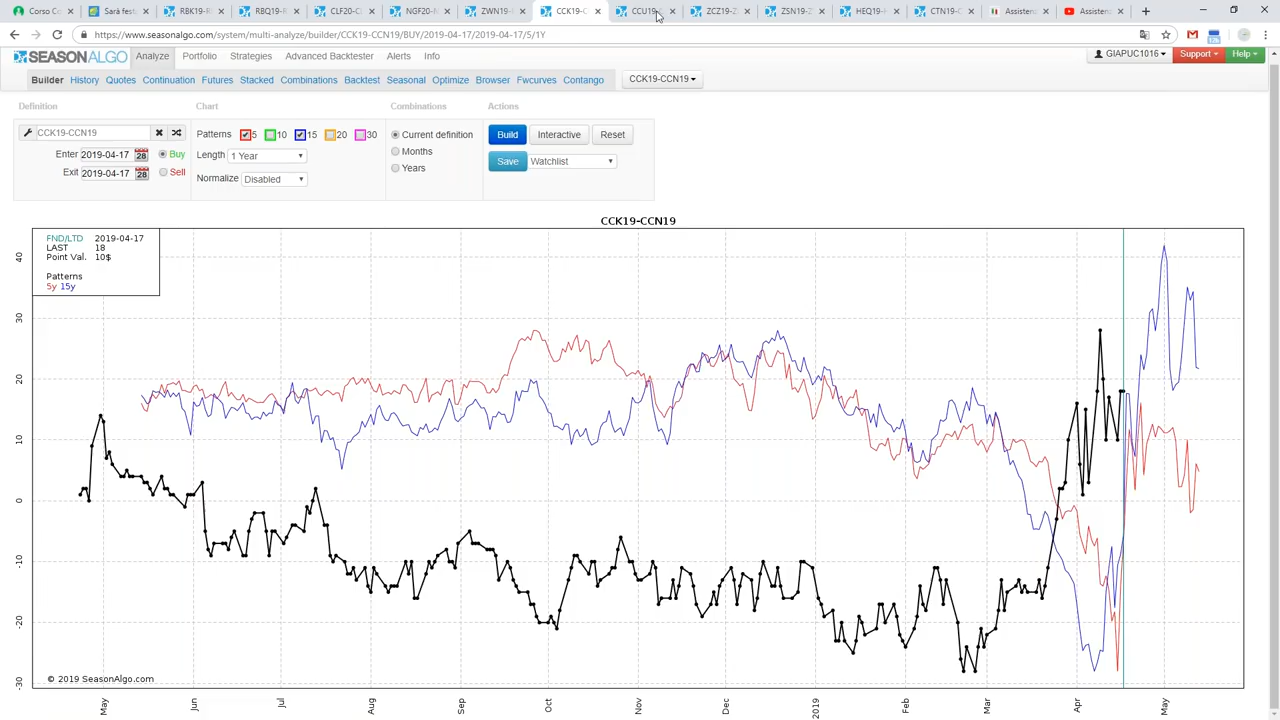 Corso Co
Sarà fest
RBK19-R
RBQ19-R
CLF20-C
NGF20-N
ZWN19-
CCK19-C
CCU19-
ZCZ19-Z
ZSN19-Z
HEQ19-H
CTN19-C
Assisten
Assisten
https://www.seasonalgo.com/system/multi-analyze/builder/CCK19-CCN19/BUY/2019-04-17/2019-04-17/5/1Y
SEASONALGO Analyze Portfolio Strategies Advanced Backtester Alerts Info GIAPUC1016 Support Help
Builder History Quotes Continuation Futures Stacked Combinations Backtest Seasonal Optimize Browser Fwcurves Contango CCK19-CCN19
Definition Chart Combinations Actions
CCK19-CCN19 Patterns 5 10 15 20 30 Current definition Build Interactive Reset
Enter 2019-04-17 28 Buy Length 1 Year Months Save Watchlist
Exit 2019-04-17 28 Sell Normalize Disabled Years
CCK19-CCN19
FND/LTD 2019-04-17
LAST 18
Point Val. 10$
Patterns
5y 15y
40
30
20
10
0
-10
-20
-30
© 2019 SeasonAlgo.com
May Jun Jul Aug Sep Oct Nov Dec 2019 Feb Mar Apr May